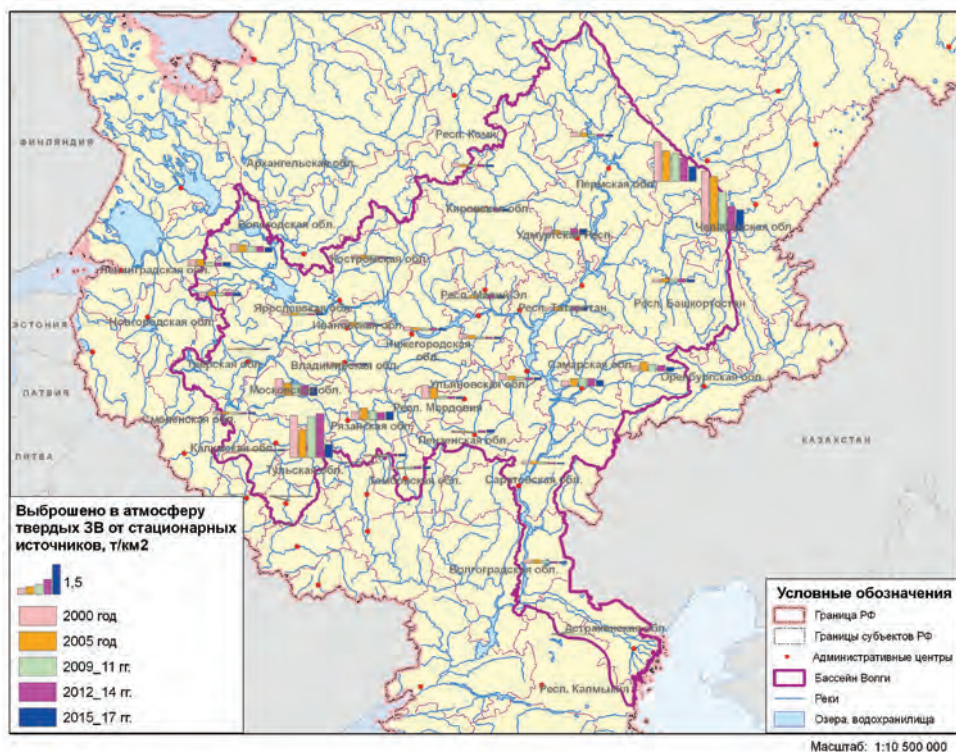 ФИНЛЯНДИЯ
Респ. Коми
Архангельская обл.
Пермская обл.
Кировская обл.
Вологодская обл.
Челябинская обл.
Удмуртская Респ.
Костромская обл.
Ленинградская обл.
Респ. Марий Эл
Респ. Башкортостан
Ярославская обл.
Респ. Татарстан
Новгородская обл.
ЭСТОНИЯ
Ивановская обл.
Нижегородская обл.
Тверская обл.
Владимирская обл.
Самарская обл.
Оренбургская обл.
Московская обл.
Ульяновская обл.
ЛАТВИЯ
Респ. Мордовия
Смоленская обл.
Рязанская обл.
Пензенская обл.
КАЗАХСТАН
Калужская обл.
ЛИТВА
Тульская обл.
Тамбовская обл.
Саратовская обл.
Волгоградская обл.
Астраханская обл.
Респ. Калмыкия
Выброшено в атмосферу
твердых ЗВ от стационарных
источников, т/км2
1,5
2000 год
2005 год
2009_11 гг.
2012_14 гг.
2015_17 гг.
Условные обозначения
Граница РФ
Границы субъектов РФ
Административные центры
Бассейн Волги
Реки
Озера, водохранилища
Масштаб: 1:10 500 000